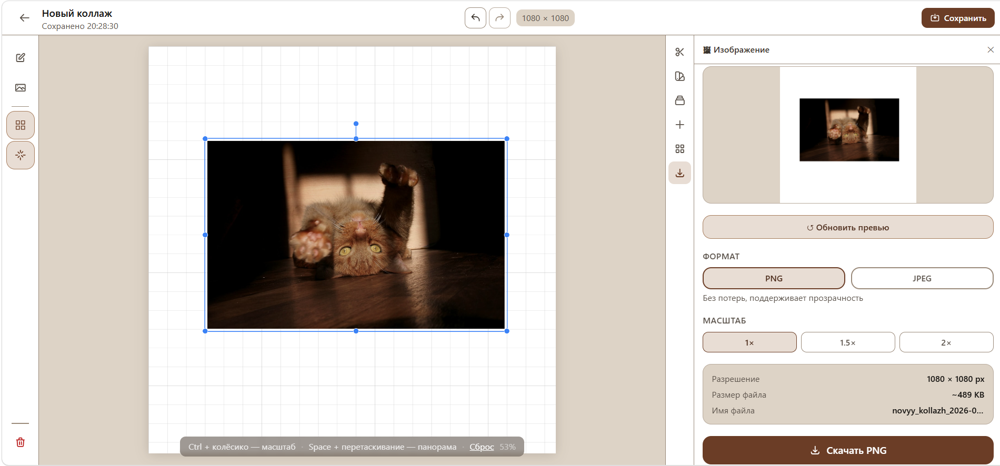 Новый коллаж
Сохранено 20:28:30
1080 × 1080
Сохранить
Изображение
Обновить превью
ФОРМАТ
PNG
JPEG
Без потерь, поддерживает прозрачность
МАСШТАБ
1×
1.5×
2×
Разрешение 1080 × 1080 px
Размер файла ~489 KB
Имя файла novyy_kollazh_2026-0...
Скачать PNG
Ctrl + колёсико — масштаб · Space + перетаскивание — панорама · Сброс 53%